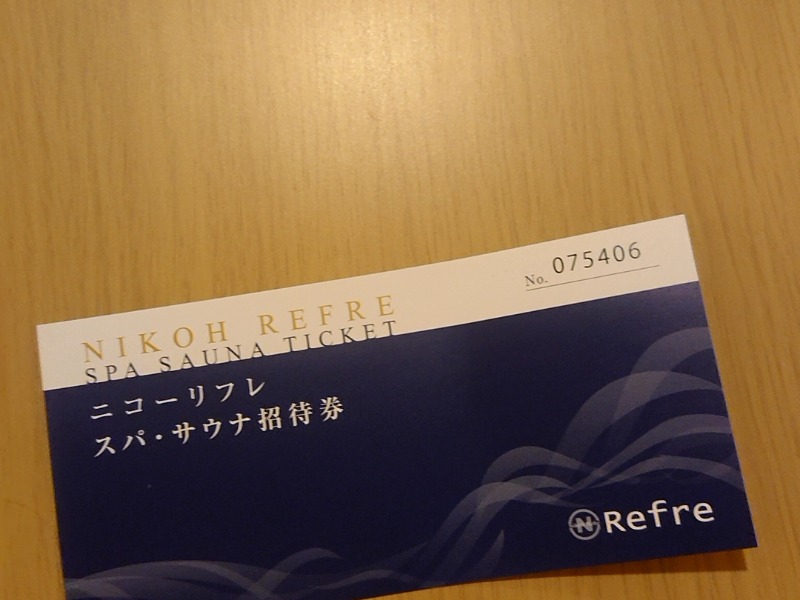 No. 075406
NIKOH REFRE
SPA SAUNA TICKET
ニコーリフレ
スパ・サウナ招待券
Refre